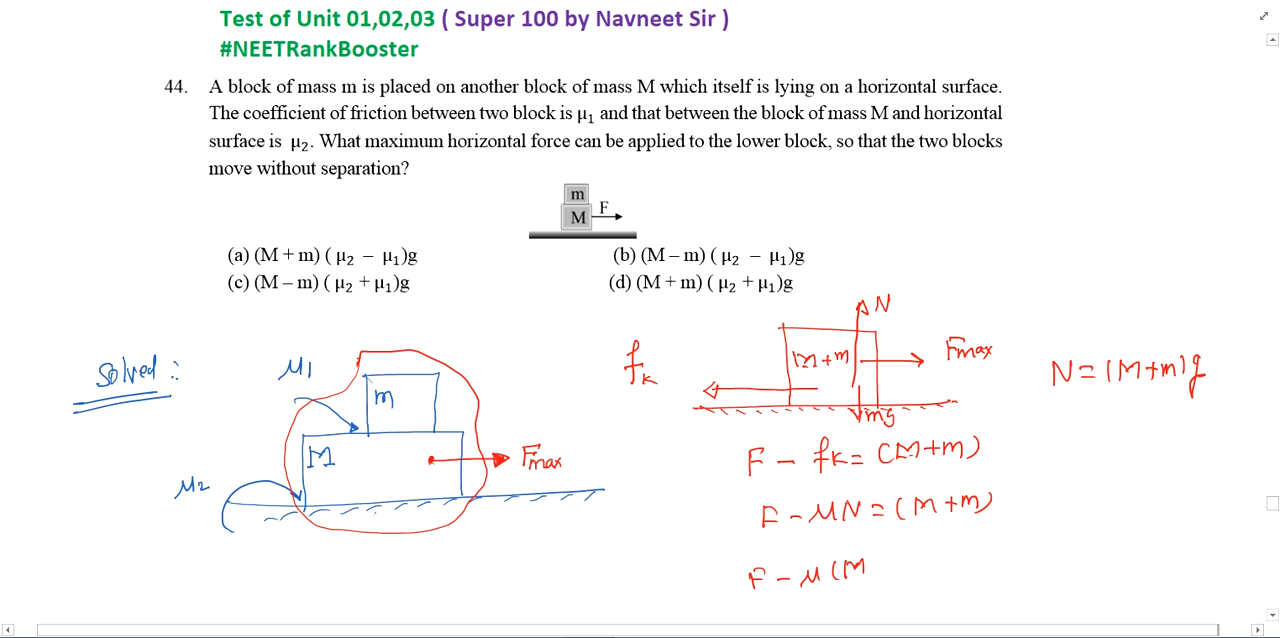 Test of Unit 01,02,03 ( Super 100 by Navneet Sir )
#NEETRankBooster
44. A block of mass m is placed on another block of mass M which itself is lying on a horizontal surface.
The coefficient of friction between two block is μ₁ and that between the block of mass M and horizontal
surface is μ₂. What maximum horizontal force can be applied to the lower block, so that the two blocks
move without separation?
m
M F
(a) (M + m) ( μ₂ − μ₁)g (b) (M – m) ( μ₂ − μ₁)g
(c) (M – m) ( μ₂ + μ₁)g (d) (M + m) ( μ₂ + μ₁)g
Solved :
μ1
m
M
Fmax
μ2
fk
N
M+m
Fmax
mg
N = (M+m)g
F - fk = (M+m)
F - μN = (M+m)
F - μ(M